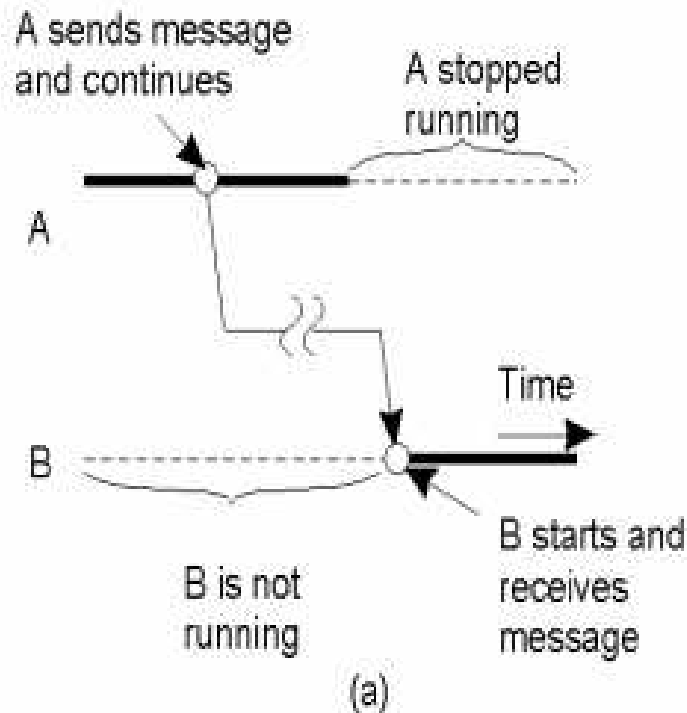 A sends message
and continues
A stopped
running
A
Time
B
B is not
running
B starts and
receives
message
(a)